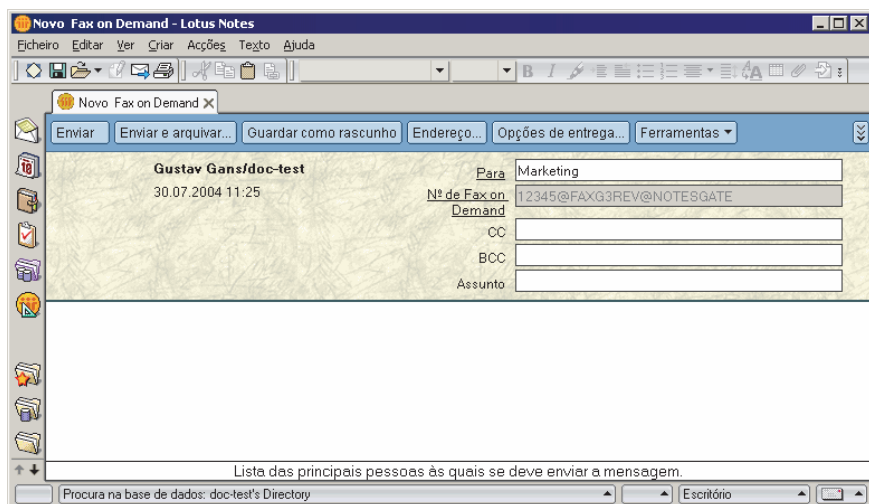 Novo Fax on Demand - Lotus Notes
Ficheiro Editar Ver Criar Acções Texto Ajuda
Novo Fax on Demand
Enviar Enviar e arquivar... Guardar como rascunho Endereço... Opções de entrega... Ferramentas
Gustav Gans/doc-test
30.07.2004 11:25
Para Marketing
Nº de Fax on Demand 12345@FAXG3REV@NOTESGATE
CC
BCC
Assunto
Lista das principais pessoas às quais se deve enviar a mensagem.
Procura na base de dados: doc-test's Directory Escritório